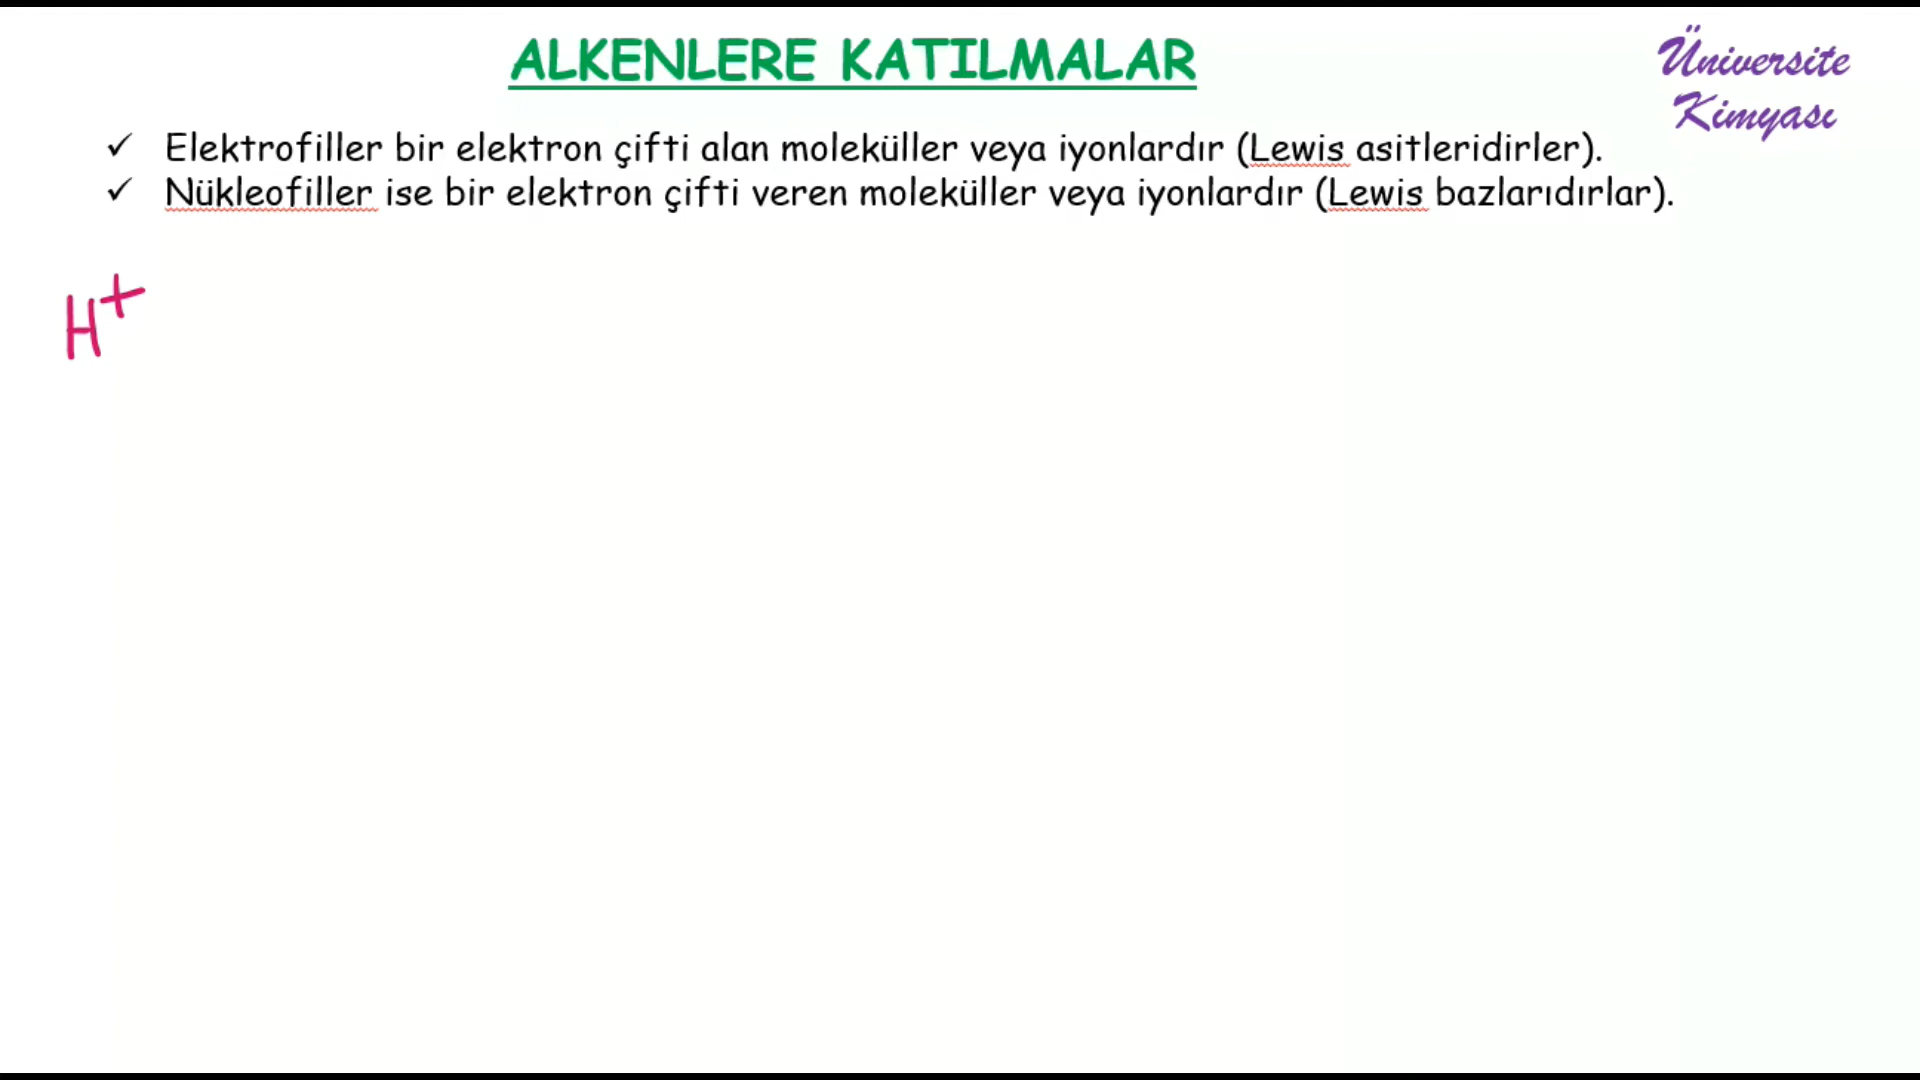 ALKENLERE KATILMALAR
Üniversite
Kimyası
✓ Elektrofiller bir elektron çifti alan moleküller veya iyonlardır (Lewis asitleridirler).
✓ Nükleofiller ise bir elektron çifti veren moleküller veya iyonlardır (Lewis bazlarıdırlar).
H+